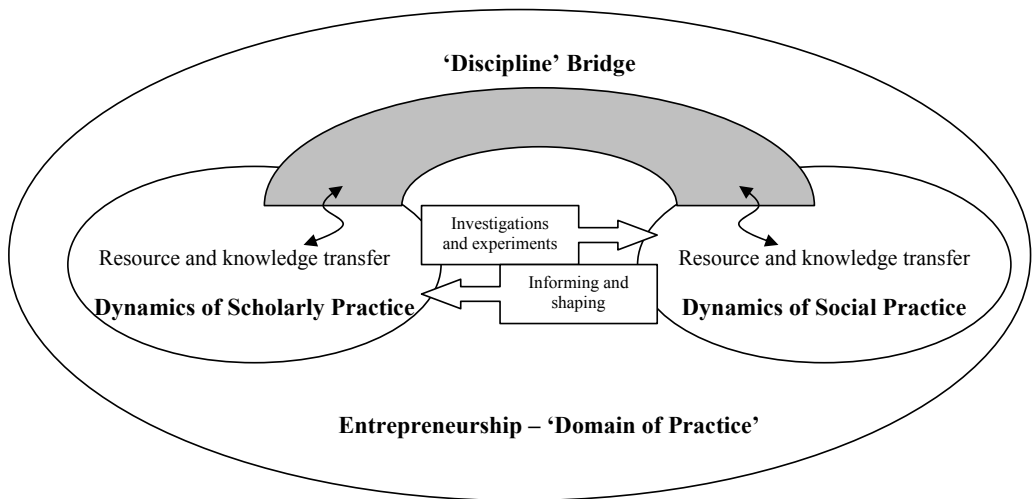 ‘Discipline’ Bridge
Investigations
and experiments
Resource and knowledge transfer
Resource and knowledge transfer
Informing and
shaping
Dynamics of Scholarly Practice
Dynamics of Social Practice
Entrepreneurship – ‘Domain of Practice’